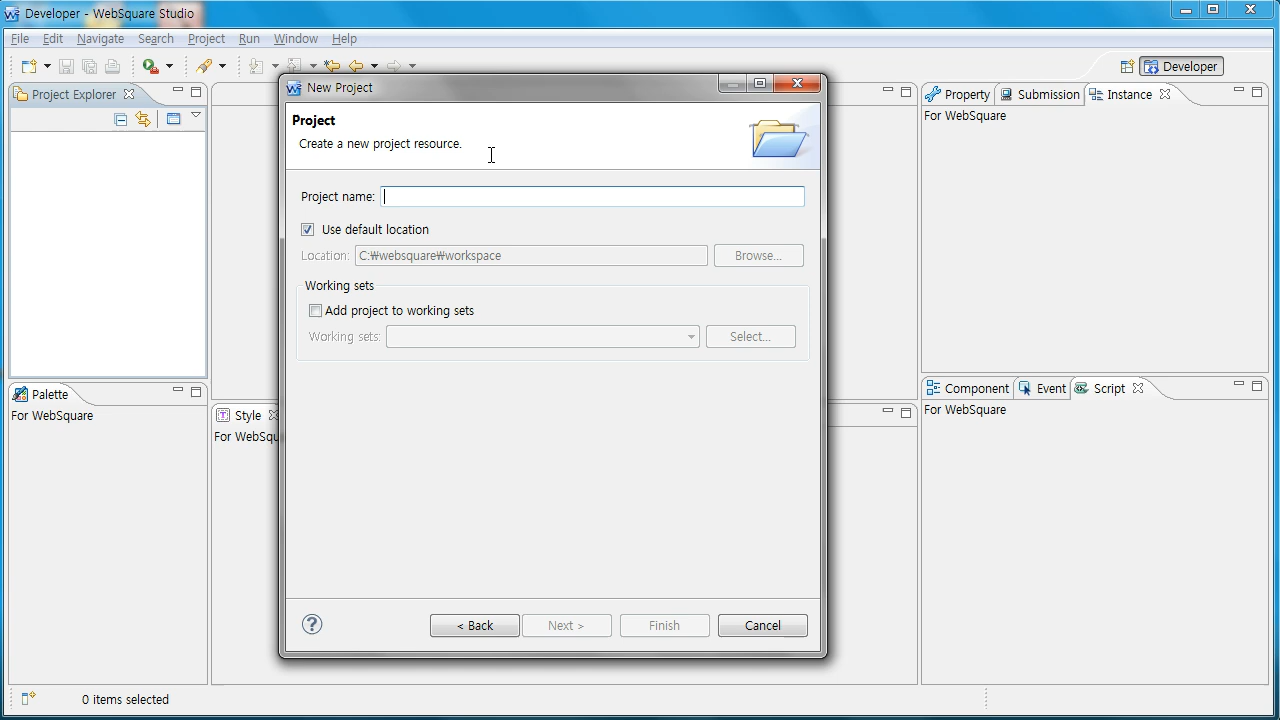 Developer - WebSquare Studio
File Edit Navigate Search Project Run Window Help
Developer
Project Explorer
Palette
For WebSquare
Style
For WebSqu
New Project
Project
Create a new project resource.
Project name:
Use default location
Location: C:₩websquare₩workspace Browse...
Working sets
Add project to working sets
Working sets: Select...
< Back Next > Finish Cancel
Property Submission Instance
For WebSquare
Component Event Script
For WebSquare
0 items selected